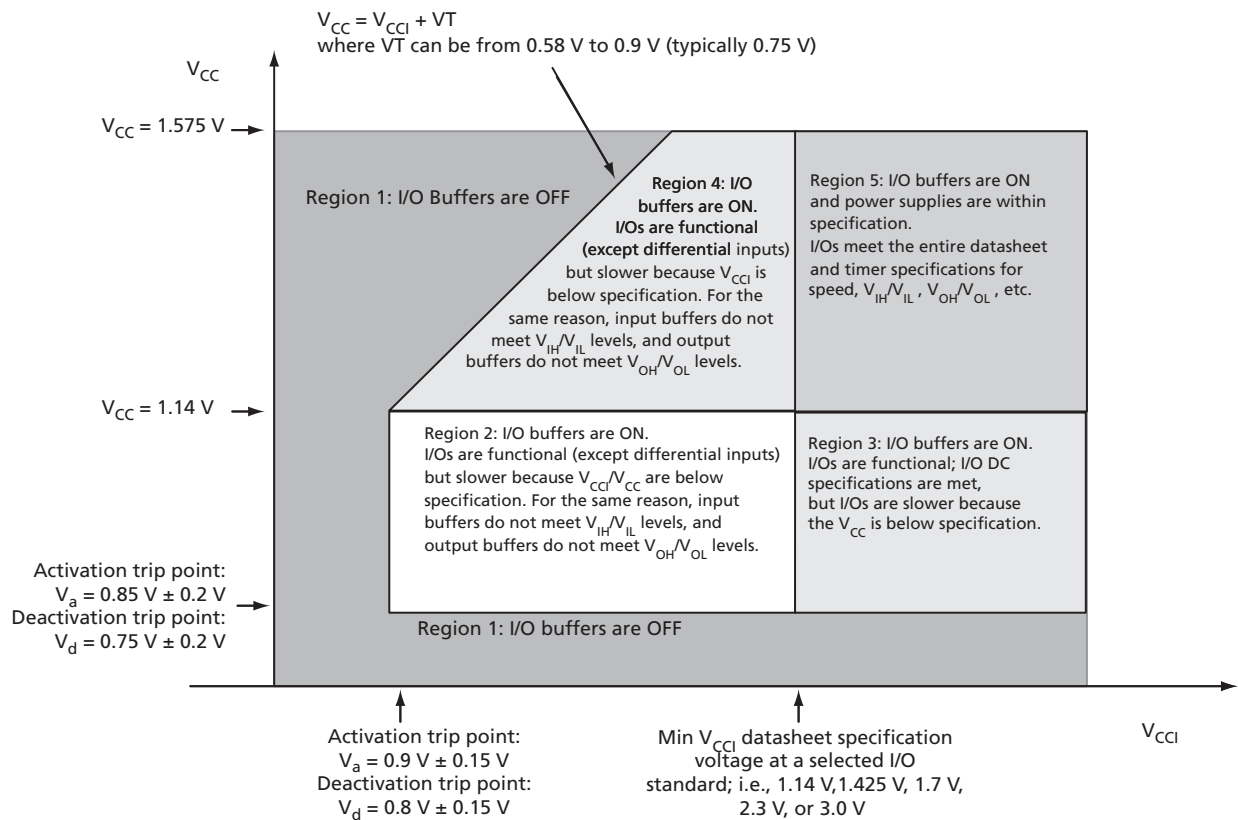 V_CC = V_CCI + VT
where VT can be from 0.58 V to 0.9 V (typically 0.75 V)
V_CC
V_CC = 1.575 V
Region 1: I/O Buffers are OFF
Region 4: I/O
buffers are ON.
I/Os are functional
(except differential inputs)
but slower because V_CCI is
below specification. For the
same reason, input buffers do not
meet V_IH/V_IL levels, and output
buffers do not meet V_OH/V_OL levels.
Region 5: I/O buffers are ON
and power supplies are within
specification.
I/Os meet the entire datasheet
and timer specifications for
speed, V_IH/V_IL , V_OH/V_OL , etc.
V_CC = 1.14 V
Region 2: I/O buffers are ON.
I/Os are functional (except differential inputs)
but slower because V_CCI/V_CC are below
specification. For the same reason, input
buffers do not meet V_IH/V_IL levels, and
output buffers do not meet V_OH/V_OL levels.
Region 3: I/O buffers are ON.
I/Os are functional; I/O DC
specifications are met,
but I/Os are slower because
the V_CC is below specification.
Activation trip point:
V_a = 0.85 V ± 0.2 V
Deactivation trip point:
V_d = 0.75 V ± 0.2 V
Region 1: I/O buffers are OFF
Activation trip point:
V_a = 0.9 V ± 0.15 V
Deactivation trip point:
V_d = 0.8 V ± 0.15 V
Min V_CCI datasheet specification
voltage at a selected I/O
standard; i.e., 1.14 V,1.425 V, 1.7 V,
2.3 V, or 3.0 V
V_CCI